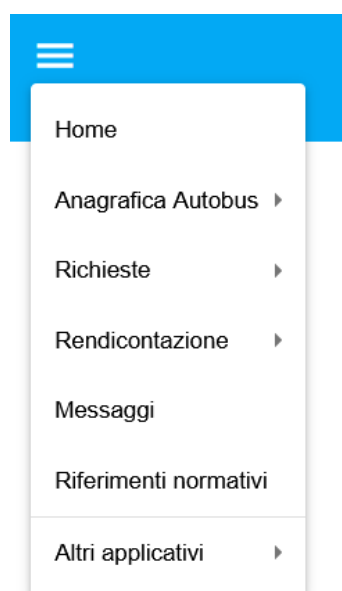 Home
Anagrafica Autobus
Richieste
Rendicontazione
Messaggi
Riferimenti normativi
Altri applicativi